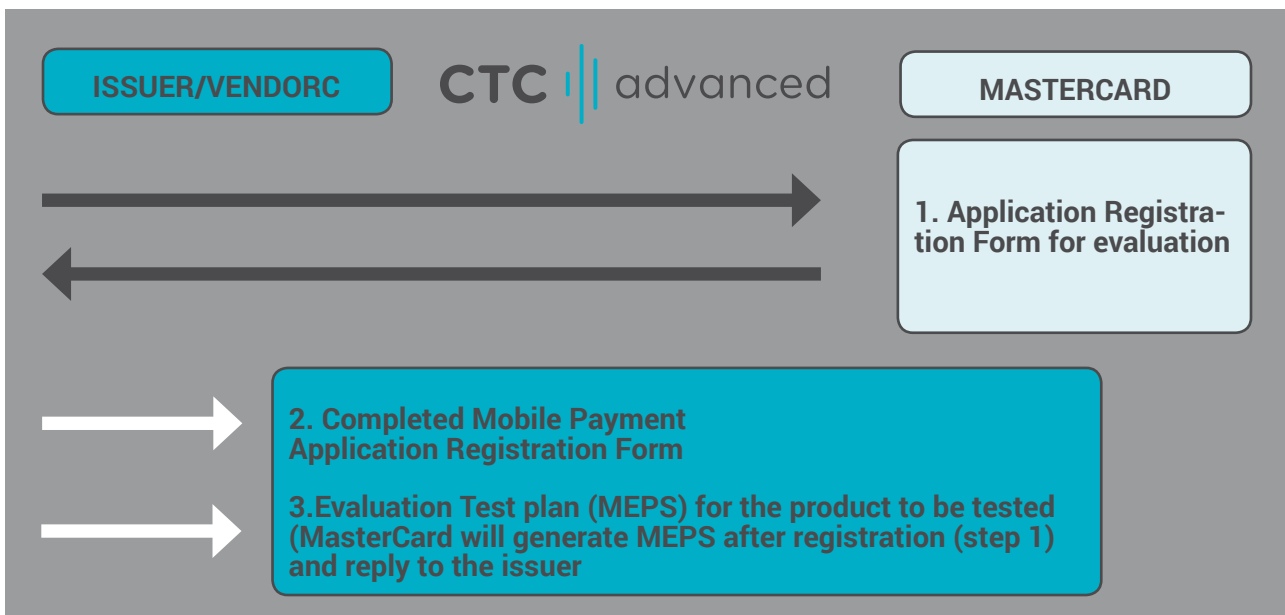 ISSUER/VENDORC
CTC advanced
MASTERCARD
1. Application Registra-
tion Form for evaluation
2. Completed Mobile Payment
Application Registration Form
3.Evaluation Test plan (MEPS) for the product to be tested
(MasterCard will generate MEPS after registration (step 1)
and reply to the issuer